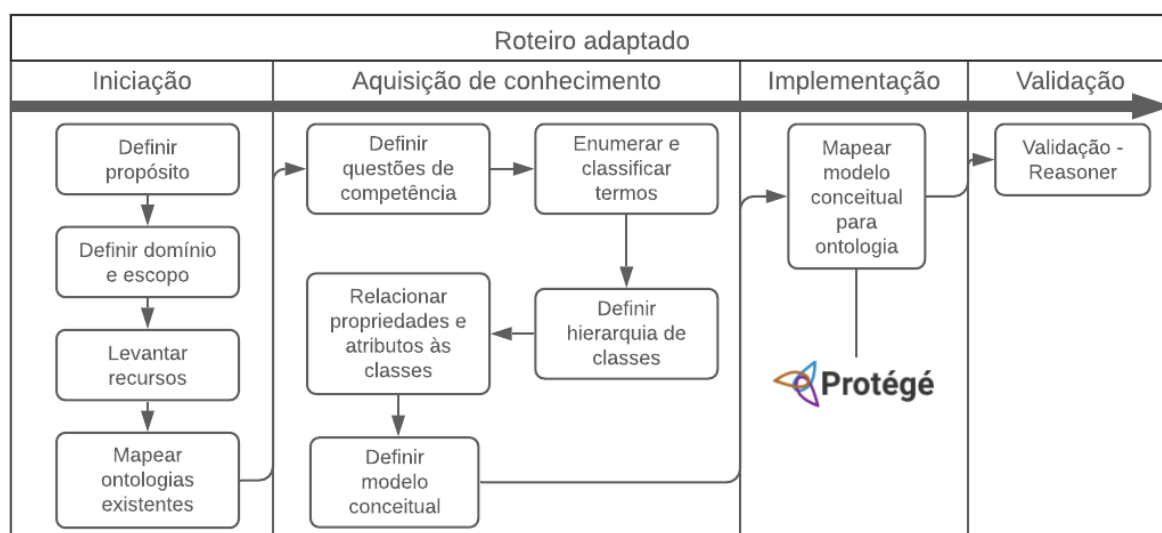 Roteiro adaptado
Iniciação
Aquisição de conhecimento
Implementação
Validação
Definir
propósito
Definir domínio
e escopo
Levantar
recursos
Mapear
ontologias
existentes
Definir
questões de
competência
Enumerar e
classificar
termos
Definir
hierarquia de
classes
Relacionar
propriedades e
atributos às
classes
Definir
modelo
conceitual
Mapear
modelo
conceitual
para
ontologia
Protégé
Validação -
Reasoner